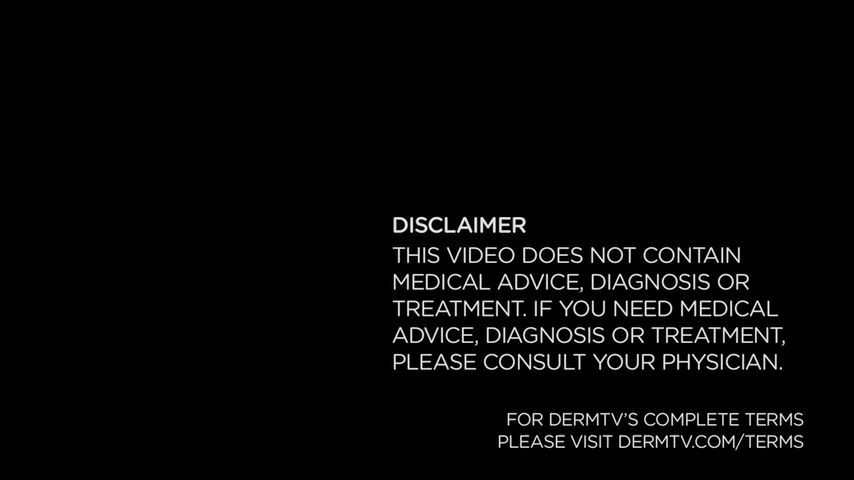 DISCLAIMER
THIS VIDEO DOES NOT CONTAIN
MEDICAL ADVICE, DIAGNOSIS OR
TREATMENT. IF YOU NEED MEDICAL
ADVICE, DIAGNOSIS OR TREATMENT,
PLEASE CONSULT YOUR PHYSICIAN.
FOR DERMTV'S COMPLETE TERMS
PLEASE VISIT DERMTV.COM/TERMS